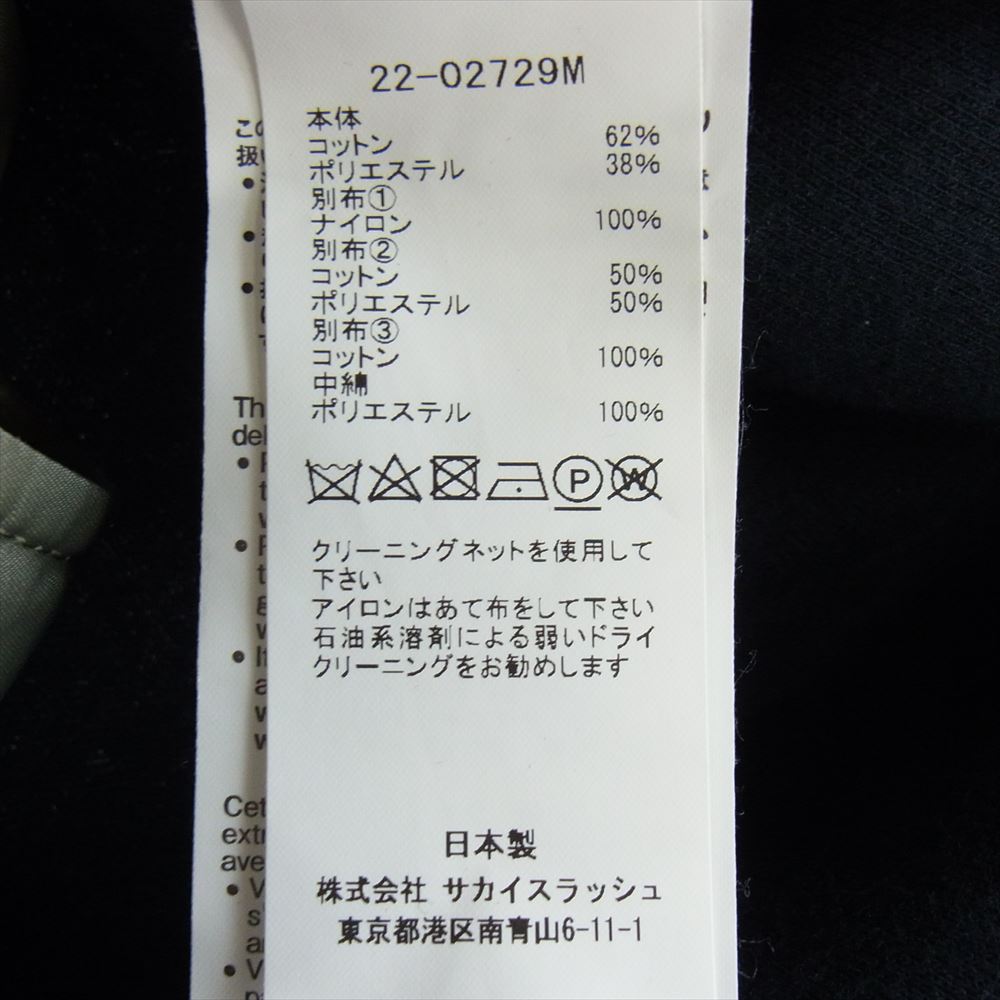 22-02729M
本体
コットン 62%
ポリエステル 38%
別布①
ナイロン 100%
別布②
コットン 50%
ポリエステル 50%
別布③
コットン 100%
中綿
ポリエステル 100%
P W
クリーニングネットを使用して
下さい
アイロンはあて布をして下さい
石油系溶剤による弱いドライ
クリーニングをお勧めします
日本製
株式会社 サカイスラッシュ
東京都港区南青山6-11-1